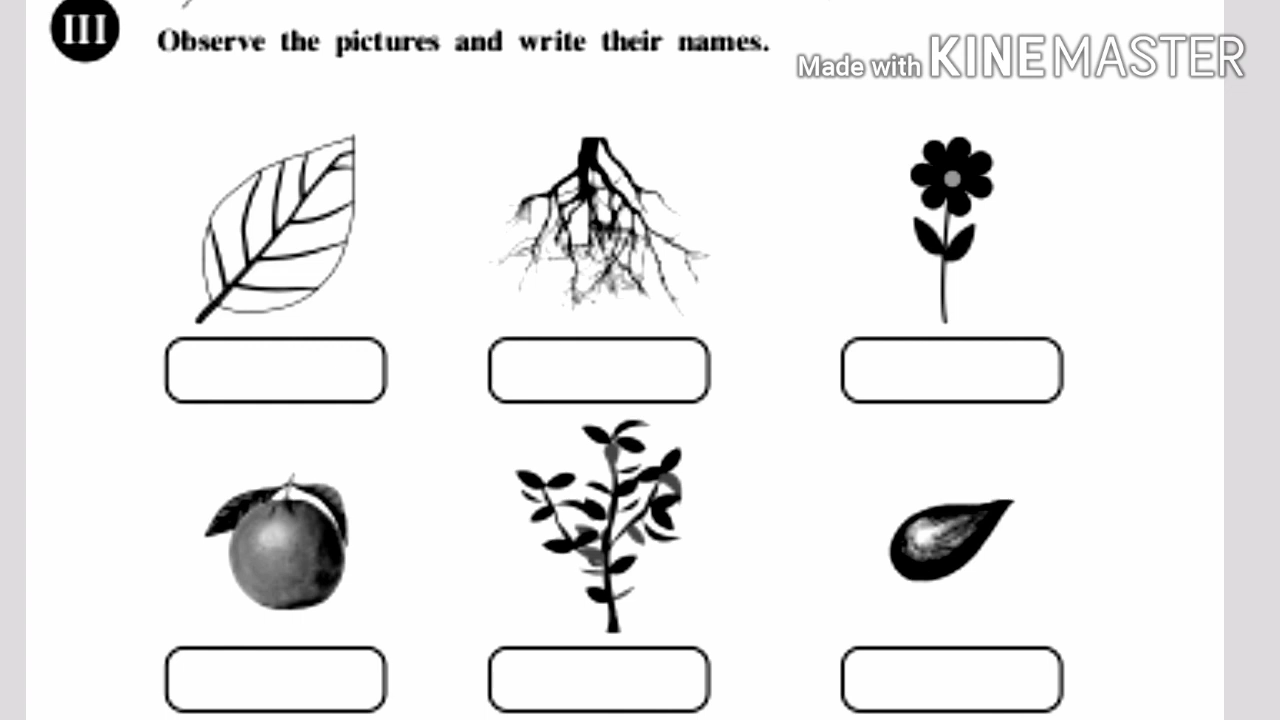 III
Observe the pictures and write their names.
Made with KINEMASTER